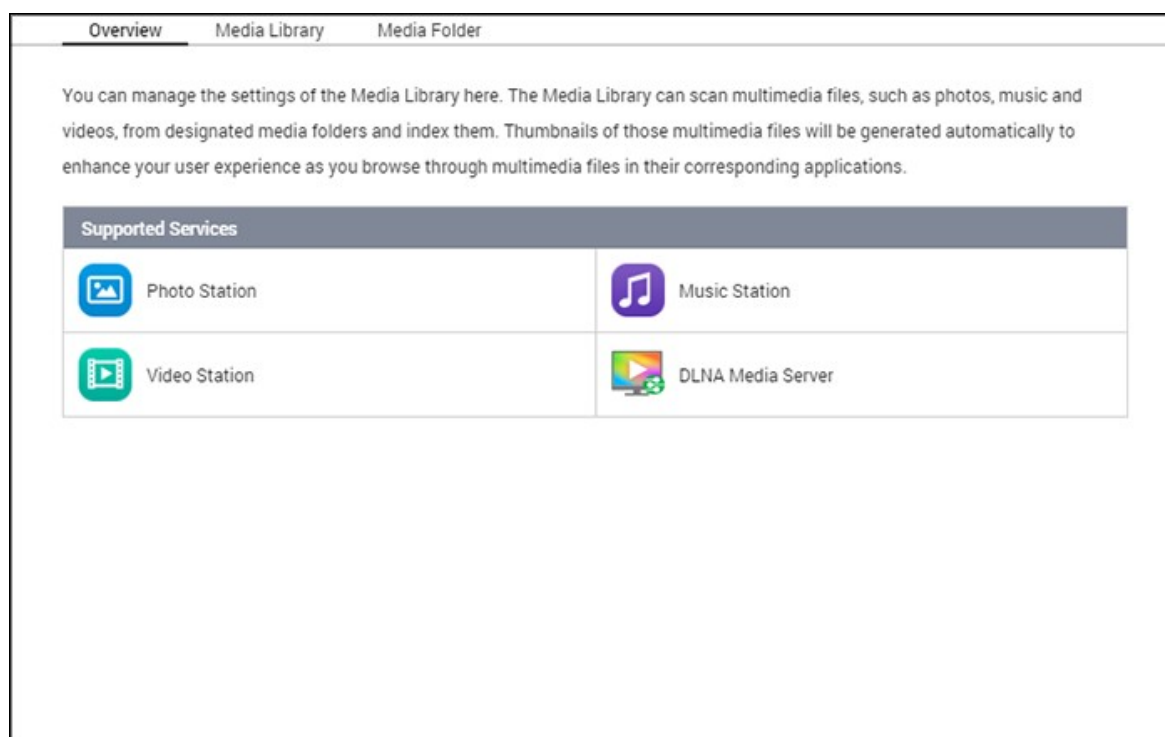 Overview Media Library Media Folder
You can manage the settings of the Media Library here. The Media Library can scan multimedia files, such as photos, music and
videos, from designated media folders and index them. Thumbnails of those multimedia files will be generated automatically to
enhance your user experience as you browse through multimedia files in their corresponding applications.
Supported Services
Photo Station Music Station
Video Station DLNA Media Server